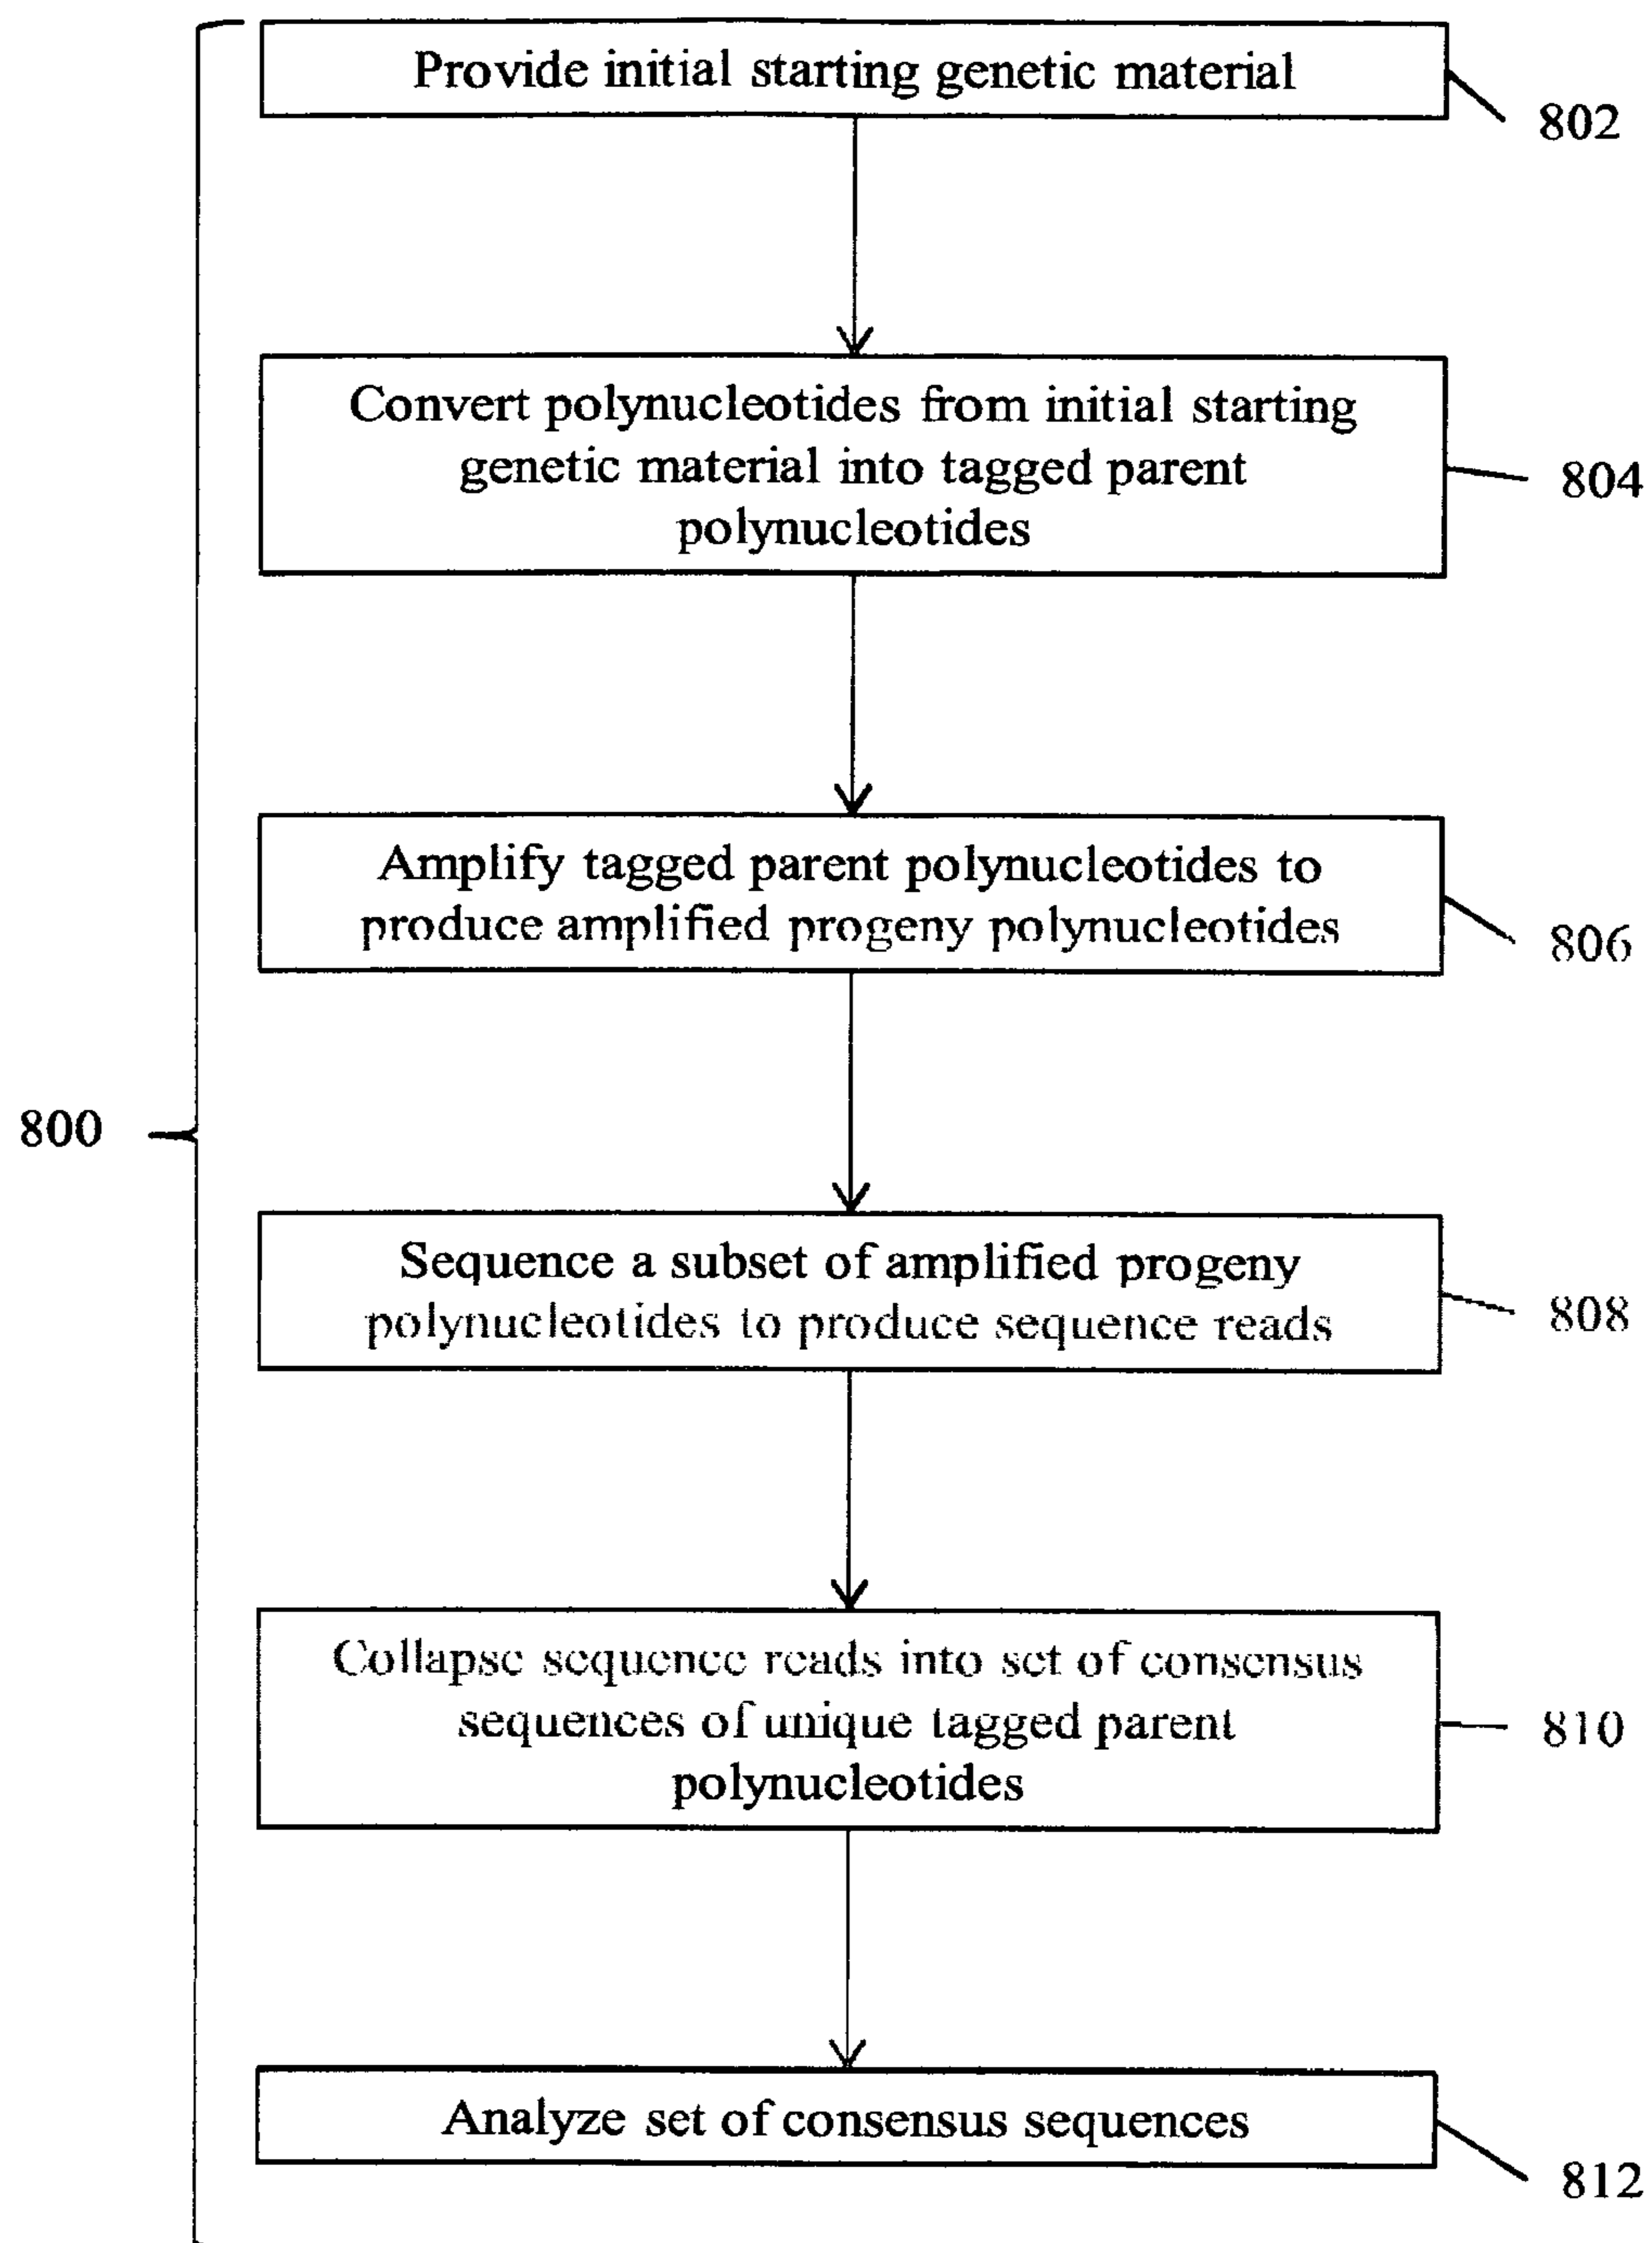 Provide initial starting genetic material
802
Convert polynucleotides from initial starting
genetic material into tagged parent
polynucleotides
804
Amplify tagged parent polynucleotides to
produce amplified progeny polynucleotides
806
800
Sequence a subset of amplified progeny
polynucleotides to produce sequence reads
808
Collapse sequence reads into set of consensus
sequences of unique tagged parent
polynucleotides
810
Analyze set of consensus sequences
812